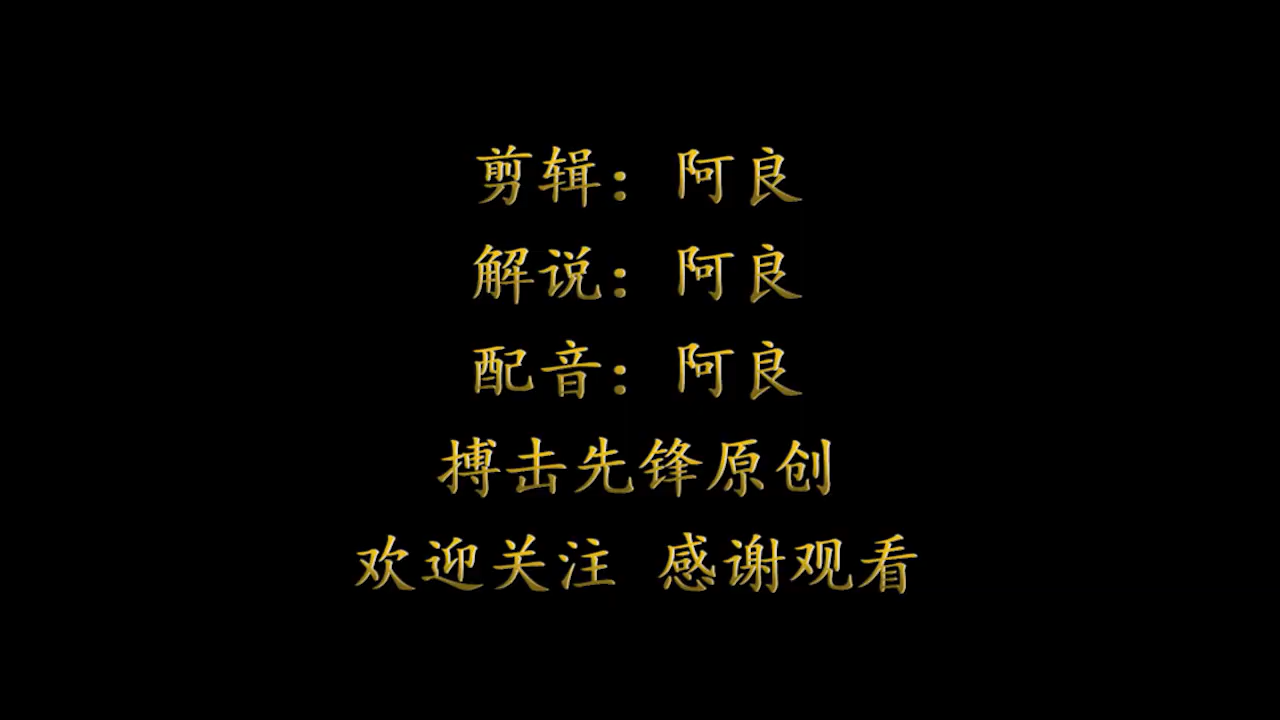 剪辑：阿良
解说：阿良
配音：阿良
搏击先锋原创
欢迎关注 感谢观看